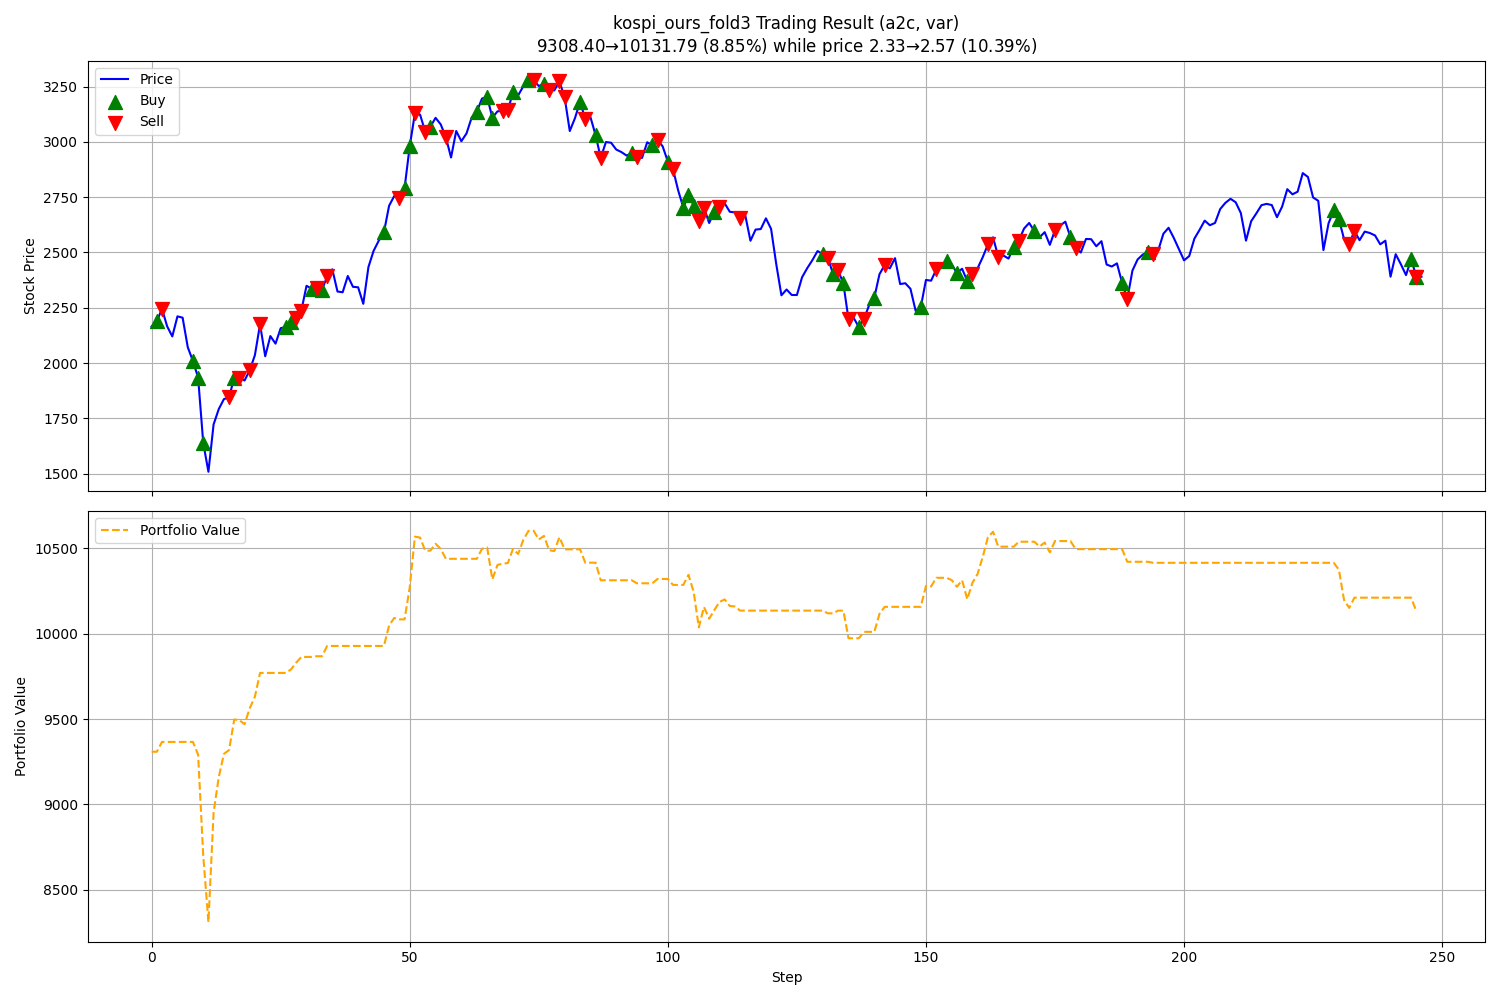 kospi_ours_fold3 Trading Result (a2c, var)
9308.40→10131.79 (8.85%) while price 2.33→2.57 (10.39%)
Price
Buy
Sell
Stock Price
3250
3000
2750
2500
2250
2000
1750
1500
Portfolio Value
Portfolio Value
10500
10000
9500
9000
8500
0
50
100
150
200
250
Step